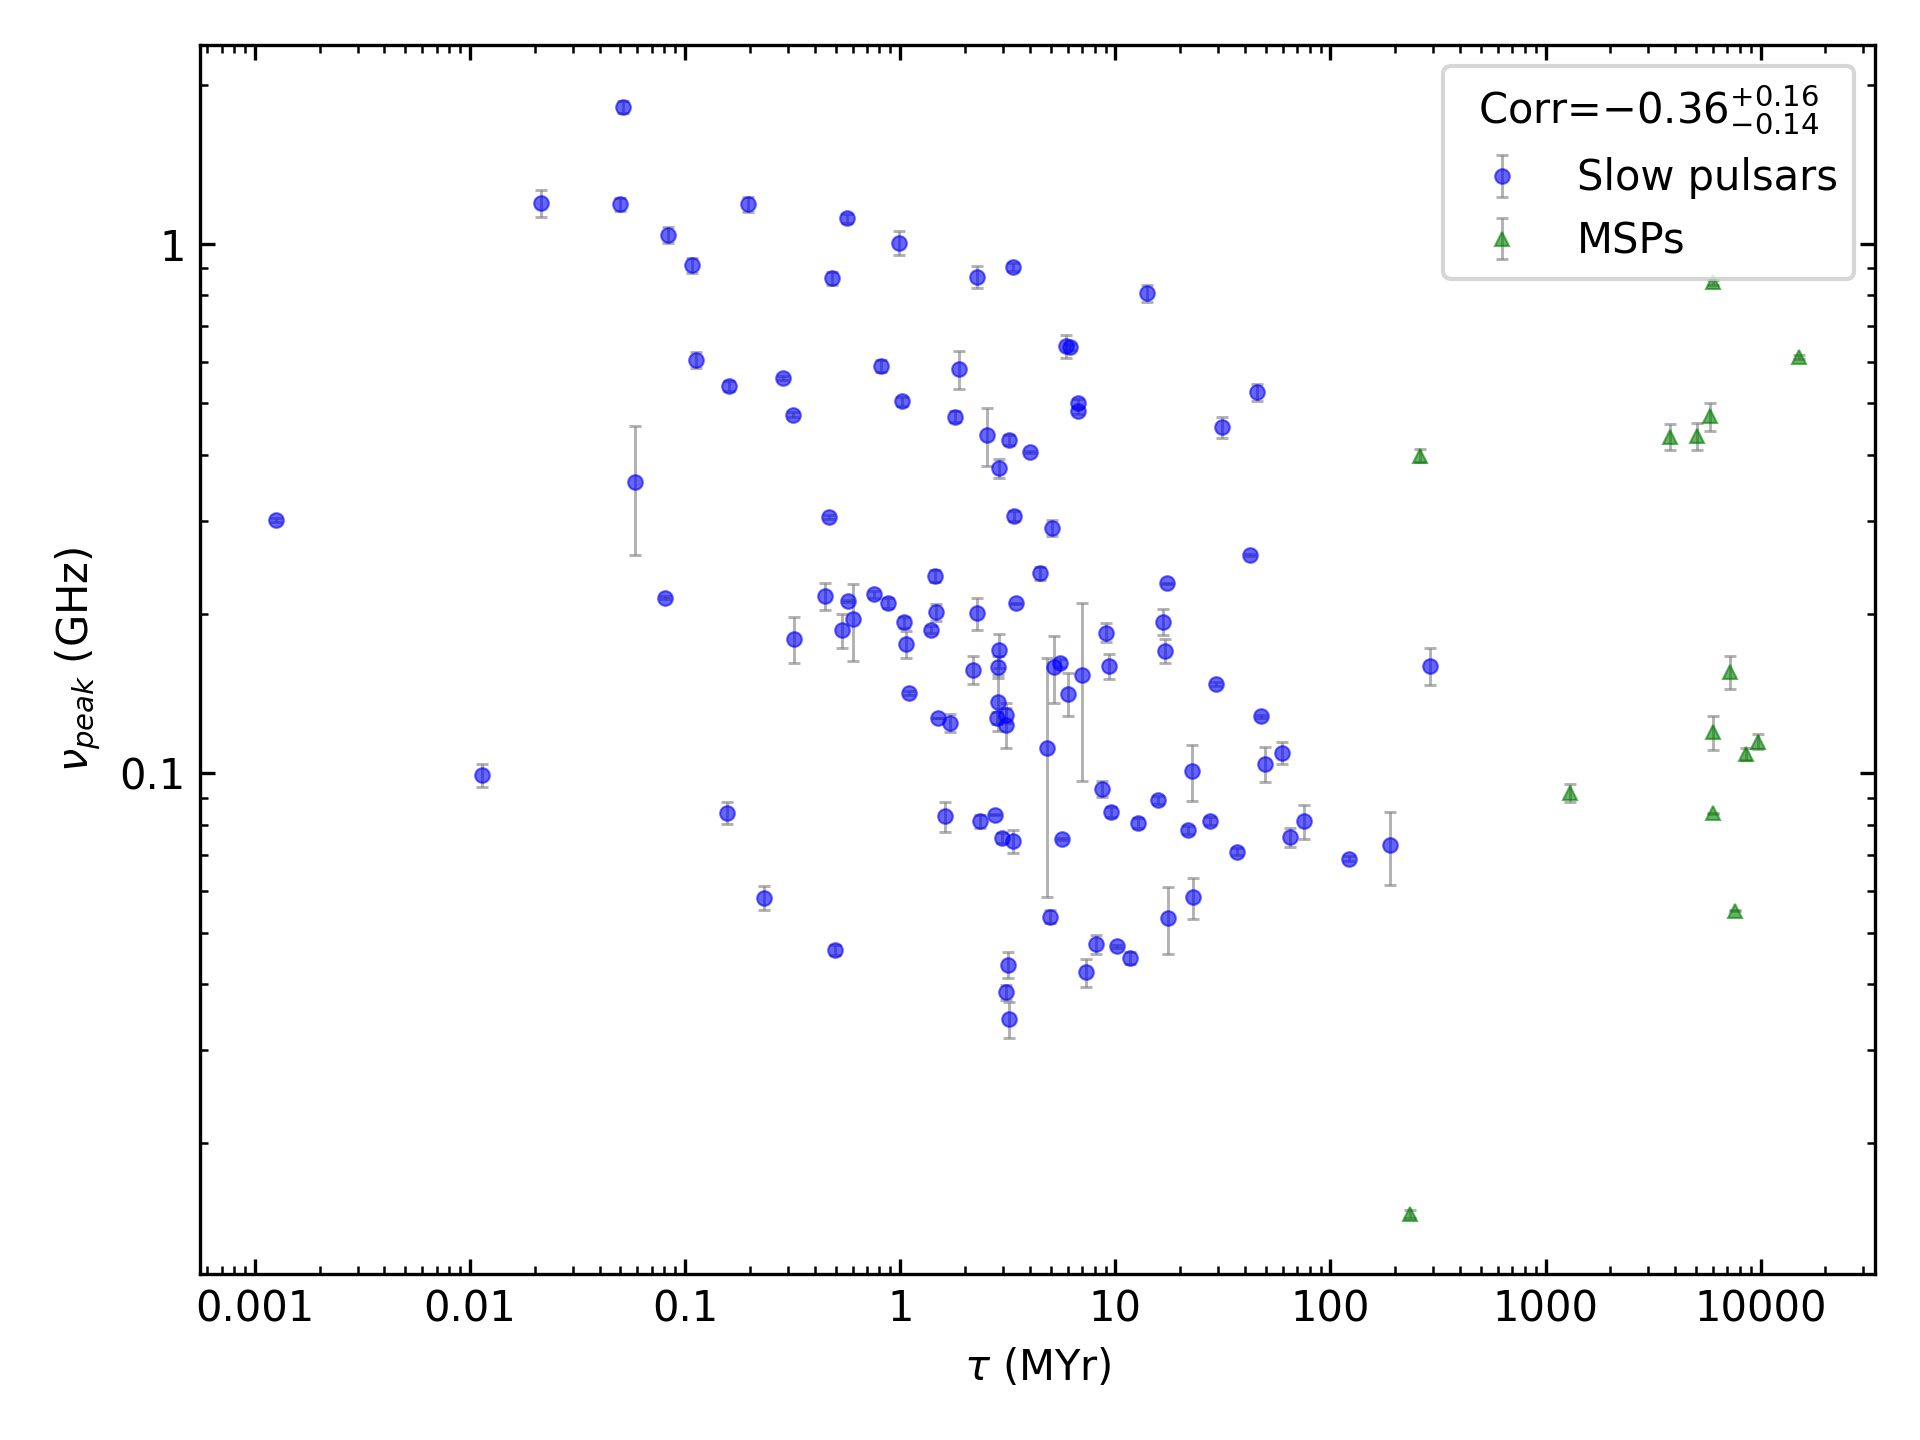 Corr=−0.36+0.16−0.14
Slow pulsars
MSPs
1
0.1
νpeak (GHz)
0.001 0.01 0.1 1 10 100 1000 10000
τ (MYr)